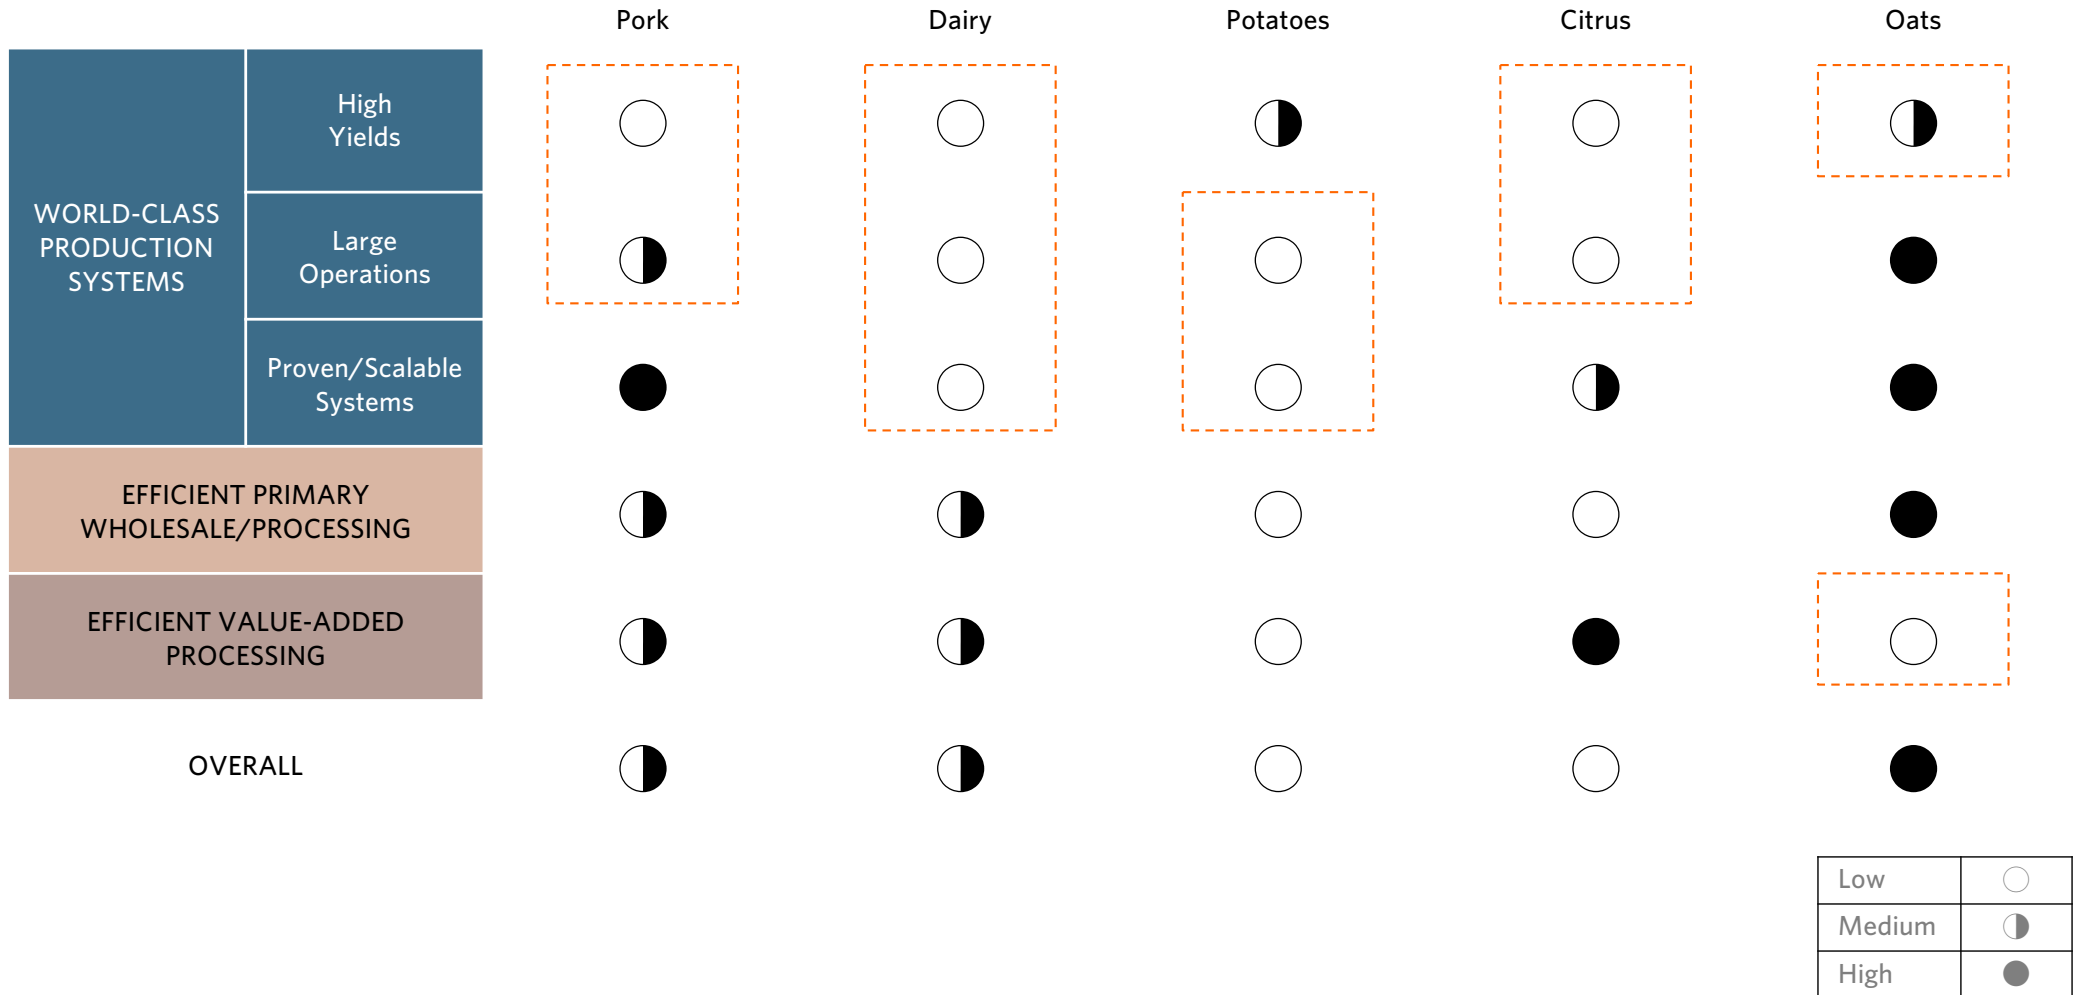 Pork
Dairy
Potatoes
Citrus
Oats
WORLD-CLASS
PRODUCTION
SYSTEMS
High
Yields
Large
Operations
Proven/Scalable
Systems
EFFICIENT PRIMARY
WHOLESALE/PROCESSING
EFFICIENT VALUE-ADDED
PROCESSING
OVERALL
Low
Medium
High